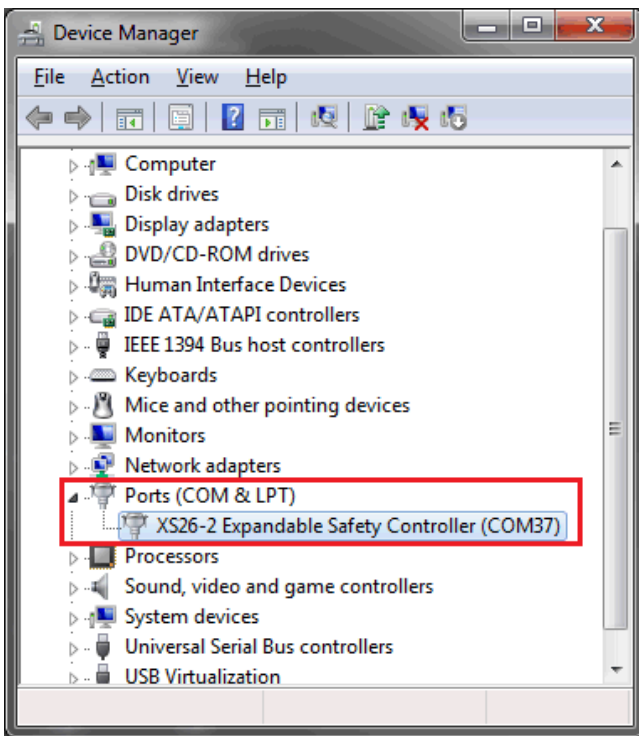 Device Manager
File Action View Help
Computer
Disk drives
Display adapters
DVD/CD-ROM drives
Human Interface Devices
IDE ATA/ATAPI controllers
IEEE 1394 Bus host controllers
Keyboards
Mice and other pointing devices
Monitors
Network adapters
Ports (COM & LPT)
XS26-2 Expandable Safety Controller (COM37)
Processors
Sound, video and game controllers
System devices
Universal Serial Bus controllers
USB Virtualization